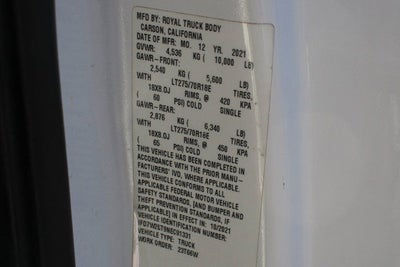 MFD BY: ROYAL TRUCK BODY
CARSON, CALIFORNIA
DATE OF MFR: MO. 12 YR. 2021
GVWR: 4,536 KG ( 10,000 LB)
GAWR-FRONT:
2,540 KG ( 5,600 LB)
WITH LT275/70R18E TIRES,
18X8.0J RIMS, @ 420 KPA
( 60 PSI) COLD SINGLE
GAWR-REAR:
2,876 KG ( 6,340 LB)
WITH LT275/70R18E TIRES,
18X8.0J RIMS, @ 450 KPA
( 65 PSI) COLD SINGLE
THIS VEHICLE HAS BEEN COMPLETED IN
ACCORDANCE WITH THE PRIOR MANU-
FACTURERS' IVD, WHERE APPLICABLE.
THIS VEHICLE CONFORMS TO ALL
APPLICABLE FEDERAL MOTOR VEHICLE
SAFETY STANDARDS, [AND BUMPER AND
THEFT PREVENTION STANDARDS, IF
APPLICABLE] IN EFFECT IN: 10/2021
VEHICLE TYPE: TRUCK
WORK ORDER: 23T66W